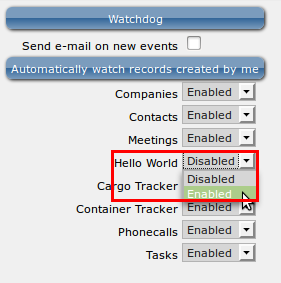 Watchdog
Send e-mail on new events
Automatically watch records created by me
Companies Enabled
Contacts Enabled
Meetings Enabled
Hello World Disabled
Disabled
Cargo Tracker Enabled
Container Tracker Enabled
Phonecalls Enabled
Tasks Enabled